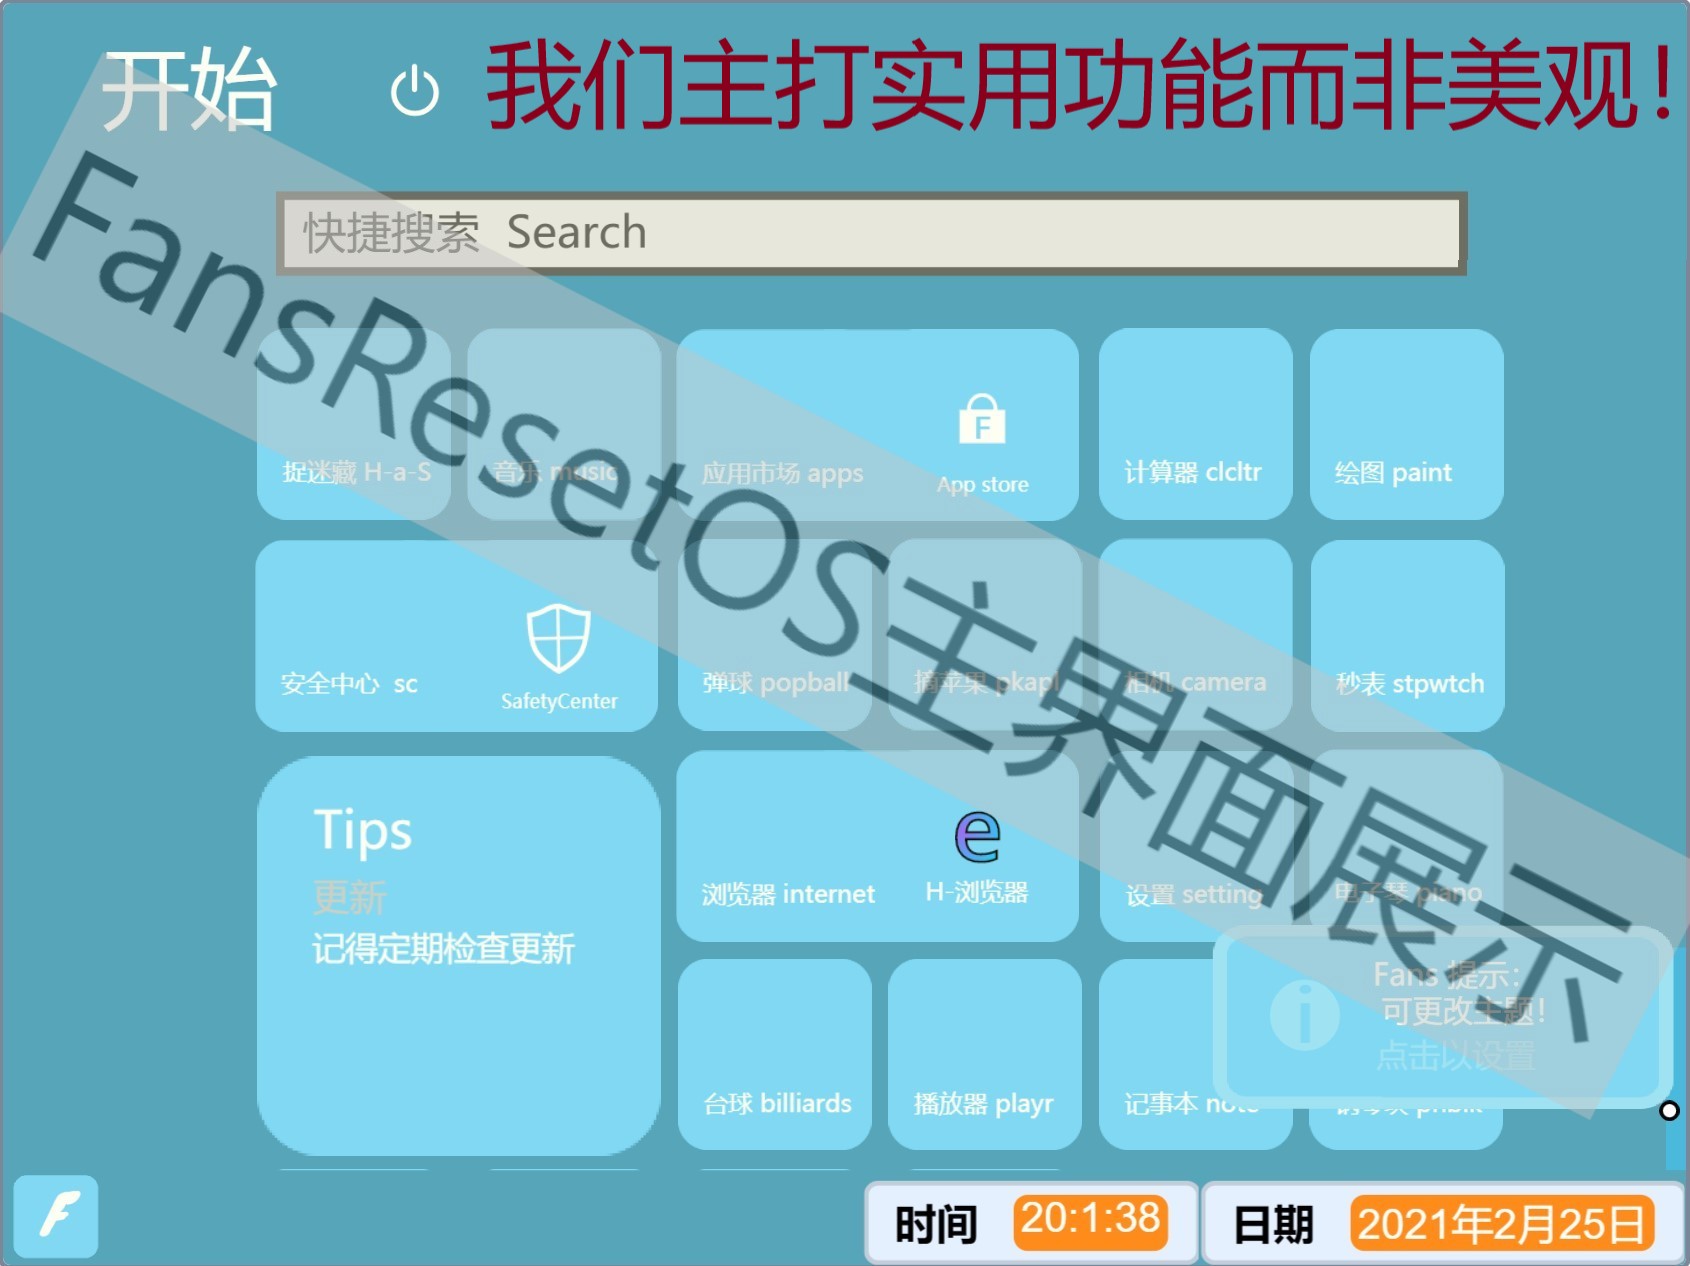 开始
我们主打实用功能而非美观!
快捷搜索 Search
FansResetOS主界面展示
捉迷藏 H-a-S
音乐 music
应用市场 apps
F
App store
计算器 clcltr
绘图 paint
安全中心 sc
SafetyCenter
弹球 popball
摘苹果 pkapl
相机 camera
秒表 stpwtch
Tips
更新
记得定期检查更新
浏览器 internet
e
H-浏览器
设置 setting
电子琴 piano
Fans 提示:
可更改主题!
点击以设置
台球 billiards
播放器 playr
记事本 note
F
时间 20:1:38
日期 2021年2月25日